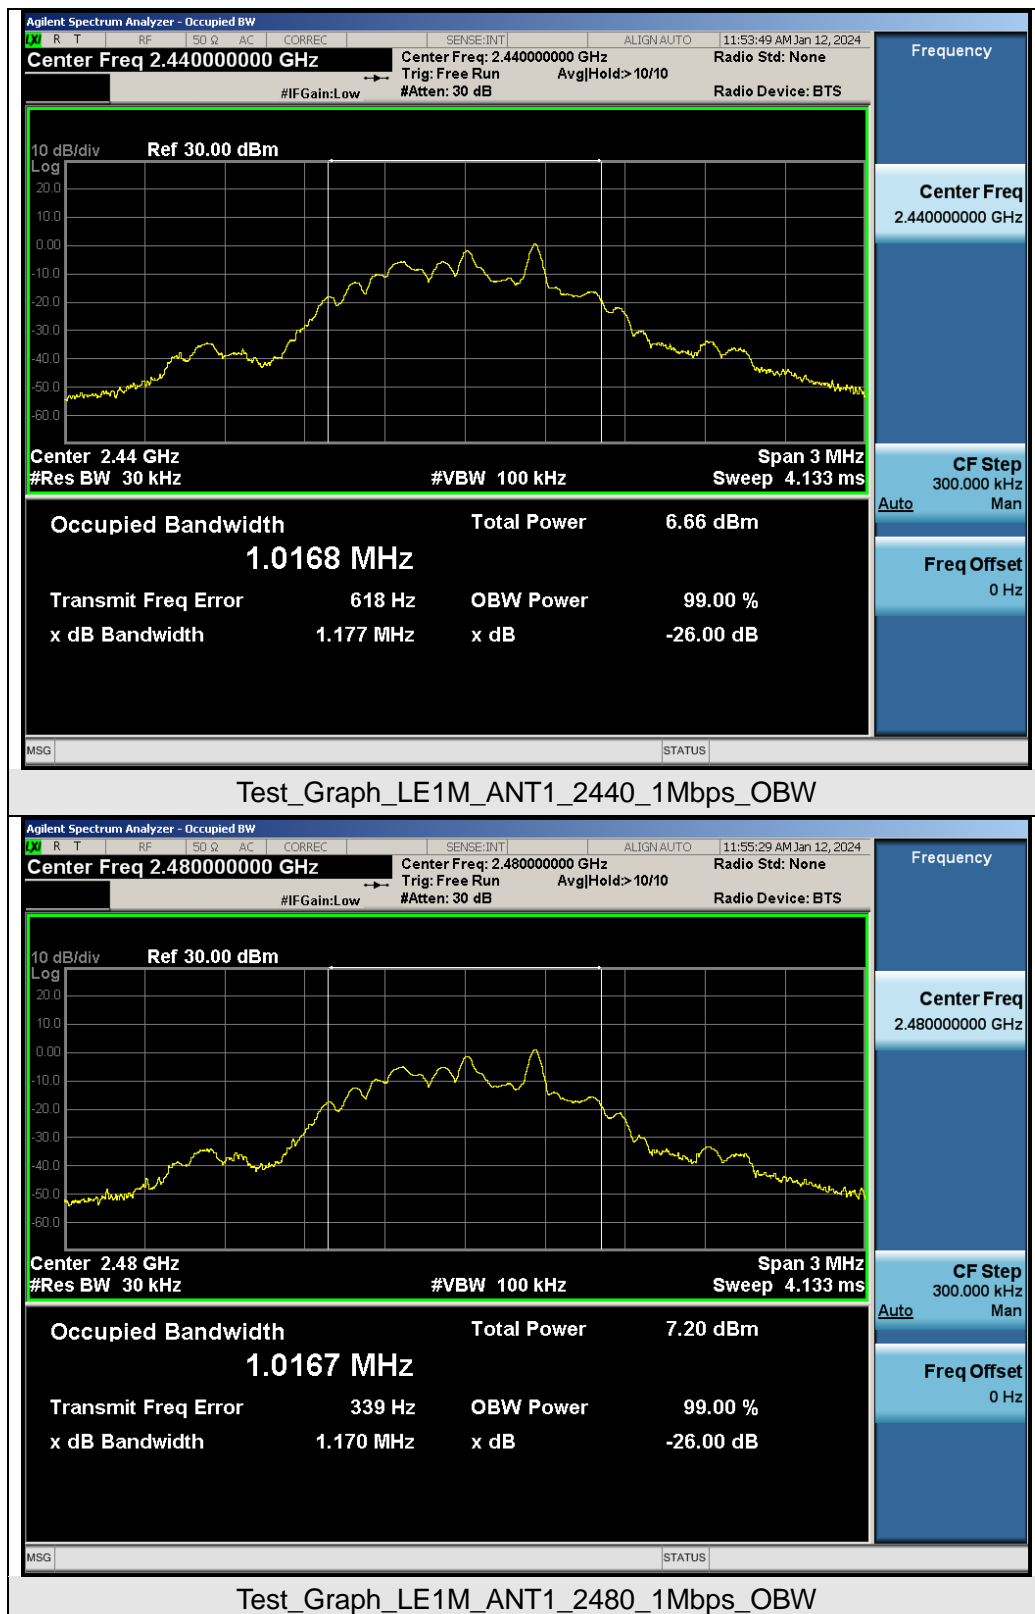 Agilent Spectrum Analyzer - Occupied BW
LXI R T RF 50 Ω AC CORREC SENSE:INT ALIGN AUTO 11:53:49 AM Jan 12, 2024
Center Freq 2.440000000 GHz
Center Freq: 2.440000000 GHz
Radio Std: None
Trig: Free Run Avg|Hold:> 10/10
#IFGain:Low #Atten: 30 dB Radio Device: BTS
Frequency
10 dB/div Ref 30.00 dBm
Log
20.0
10.0
0.00
-10.0
-20.0
-30.0
-40.0
-50.0
-60.0
Center 2.44 GHz Span 3 MHz
#Res BW 30 kHz #VBW 100 kHz Sweep 4.133 ms
Center Freq
2.440000000 GHz
CF Step
300.000 kHz
Auto Man
Freq Offset
0 Hz
Occupied Bandwidth Total Power 6.66 dBm
1.0168 MHz
Transmit Freq Error 618 Hz OBW Power 99.00 %
x dB Bandwidth 1.177 MHz x dB -26.00 dB
MSG STATUS
Test_Graph_LE1M_ANT1_2440_1Mbps_OBW
Agilent Spectrum Analyzer - Occupied BW
LXI R T RF 50 Ω AC CORREC SENSE:INT ALIGN AUTO 11:55:29 AM Jan 12, 2024
Center Freq 2.480000000 GHz
Center Freq: 2.480000000 GHz
Radio Std: None
Trig: Free Run Avg|Hold:> 10/10
#IFGain:Low #Atten: 30 dB Radio Device: BTS
Frequency
10 dB/div Ref 30.00 dBm
Log
20.0
10.0
0.00
-10.0
-20.0
-30.0
-40.0
-50.0
-60.0
Center 2.48 GHz Span 3 MHz
#Res BW 30 kHz #VBW 100 kHz Sweep 4.133 ms
Center Freq
2.480000000 GHz
CF Step
300.000 kHz
Auto Man
Freq Offset
0 Hz
Occupied Bandwidth Total Power 7.20 dBm
1.0167 MHz
Transmit Freq Error 339 Hz OBW Power 99.00 %
x dB Bandwidth 1.170 MHz x dB -26.00 dB
MSG STATUS
Test_Graph_LE1M_ANT1_2480_1Mbps_OBW